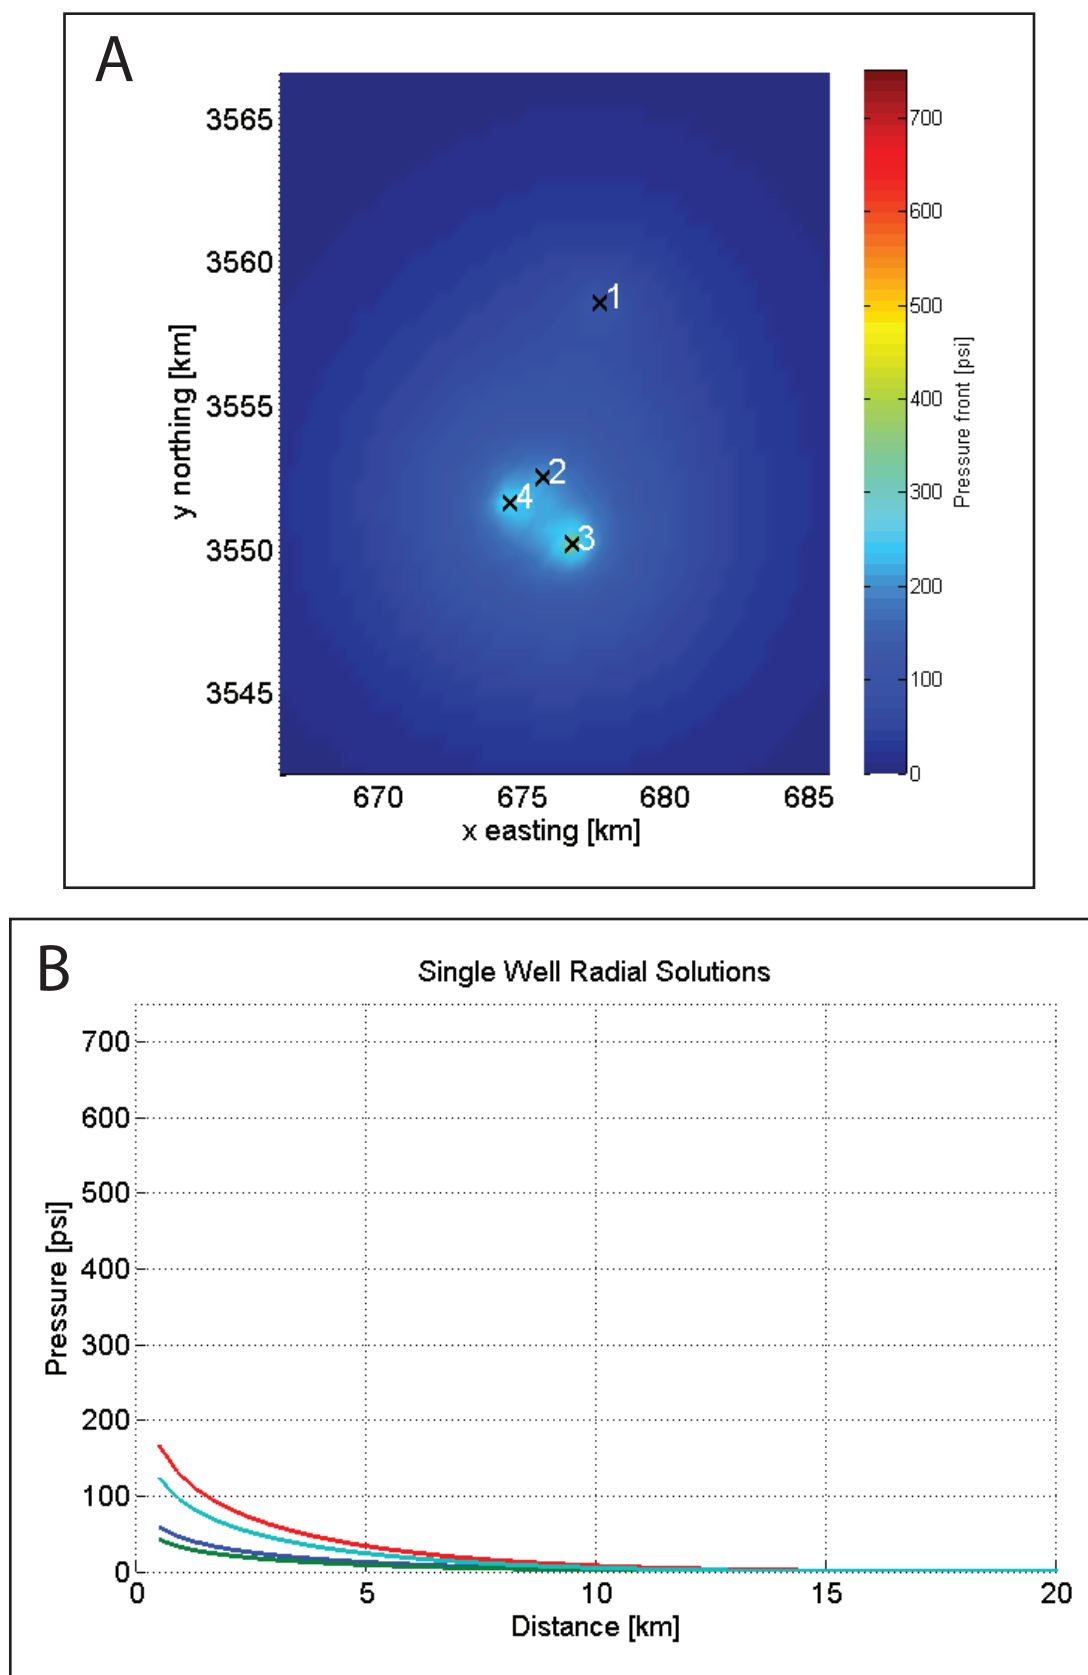 A
3565
3560
3555
3550
3545
y northing [km]
1
2
4
3
670 675 680 685
x easting [km]
700
600
500
400
300
200
100
0
Pressure front [psi]
B
Single Well Radial Solutions
700
600
500
400
300
200
100
0
Pressure [psi]
0 5 10 15 20
Distance [km]